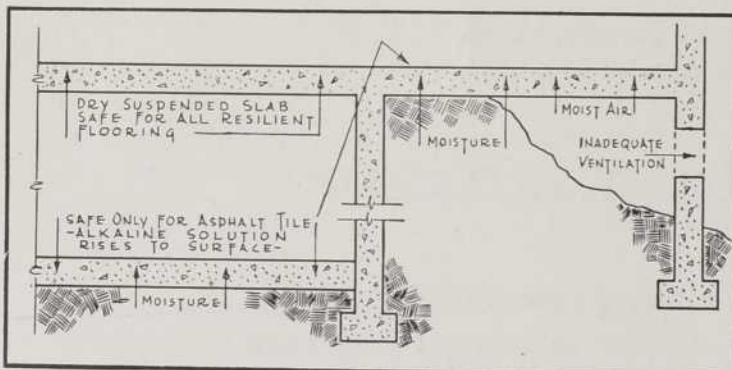 DRY SUSPENDED SLAB
SAFE FOR ALL RESILIENT
FLOORING
MOISTURE
MOIST AIR
INADEQUATE
VENTILATION
SAFE ONLY FOR ASPHALT TILE
-ALKALINE SOLUTION
RISES TO SURFACE-
MOISTURE